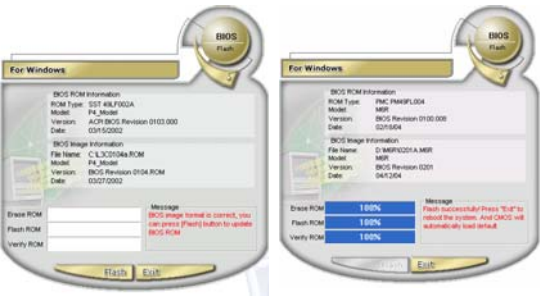 BIOS
Flash
For Windows
BIOS ROM Information
ROM Type: SST 49LF002A
Model: P4_Model
Version: ACPI BIOS Revision 0103.000
Date: 03/15/2002
BIOS Image Information
File Name: C:\L3C0104a.ROM
Model: P4_Model
Version: BIOS Revision 0104.ROM
Date: 03/27/2002
Erase ROM
Flash ROM
Verify ROM
Message
BIOS image format is correct, you
can press [Flash] button to update
BIOS ROM
Flash Exit
BIOS
Flash
For Windows
BIOS ROM Information
ROM Type: PMC PM49FL004
Model: M6R
Version: BIOS Revision 0100.008
Date: 02/16/04
BIOS Image Information
File Name: D:\M6R\0201A.M6R
Model: M6R
Version: BIOS Revision 0201
Date: 04/12/04
Erase ROM 100%
Flash ROM 100%
Verify ROM 100%
Message
Flash successfully! Press "Exit" to
reboot the system. And CMOS will
automatically load default
Flash Exit